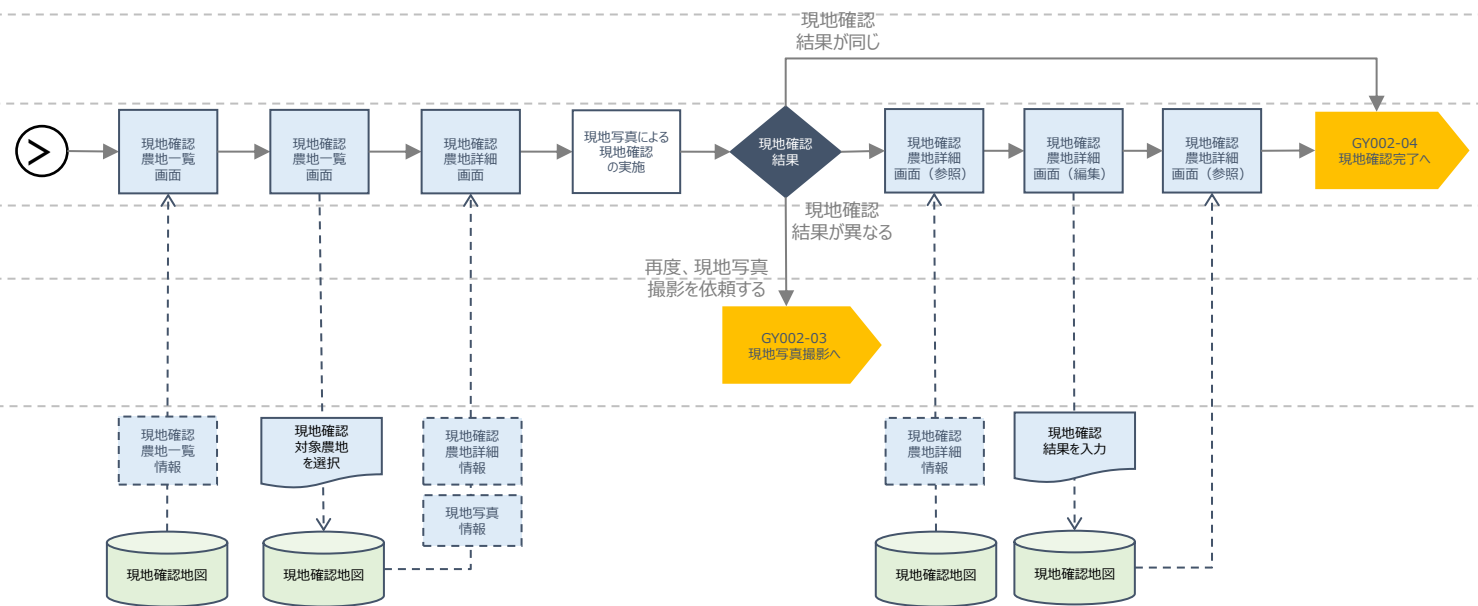 現地確認
結果が同じ
現地確認
農地一覧
画面
現地確認
農地一覧
画面
現地確認
農地詳細
画面
現地写真による
現地確認
の実施
現地確認
結果
現地確認
農地詳細
画面（参照）
現地確認
農地詳細
画面（編集）
現地確認
農地詳細
画面（参照）
GY002-04
現地確認完了へ
現地確認
結果が異なる
再度、現地写真
撮影を依頼する
GY002-03
現地写真撮影へ
現地確認
農地一覧
情報
現地確認
対象農地
を選択
現地確認
農地詳細
情報
現地写真
情報
現地確認
農地詳細
情報
現地確認
結果を入力
現地確認地図
現地確認地図
現地確認地図
現地確認地図